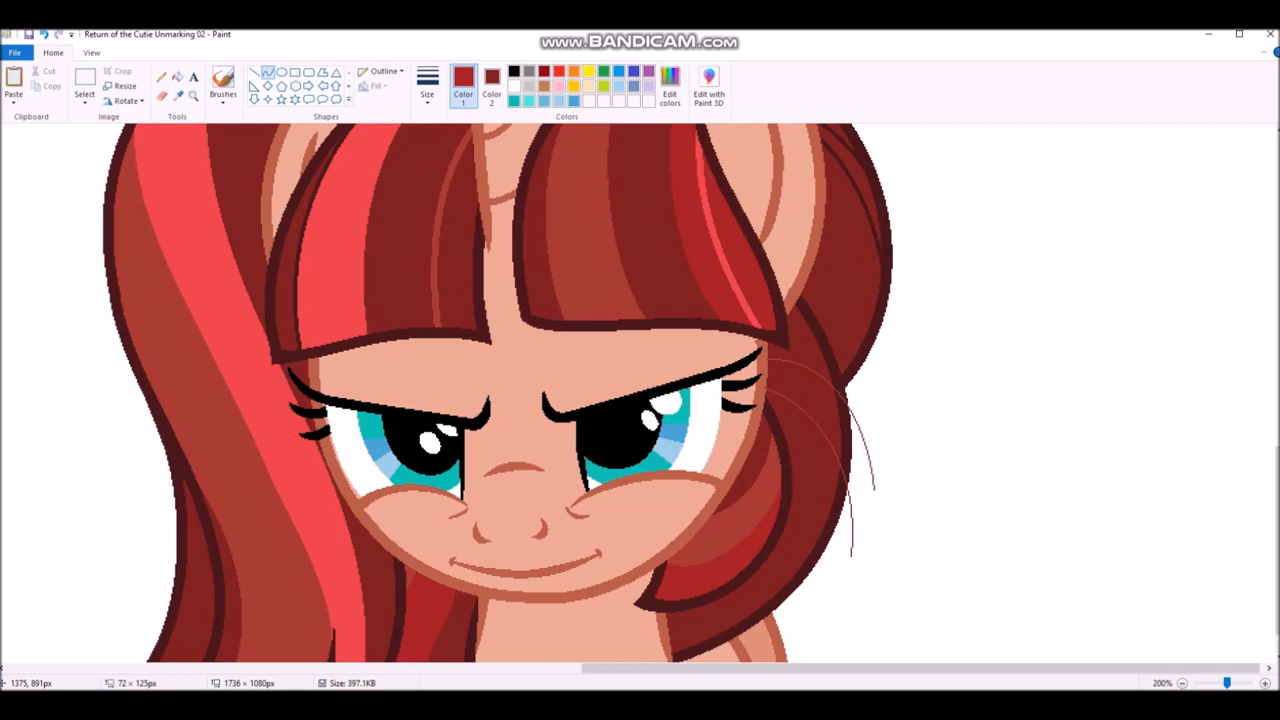 Return of the Cutie Unmarking 02 - Paint
www.BANDICAM.com
File Home View
Paste
Cut
Copy
Clipboard
Select
Crop
Resize
Rotate
Image
A
Tools
Brushes
Outline
Fill
Shapes
Size
Color 1
Color 2
Edit colors
Edit with Paint 3D
Colors
1375, 891px
72 × 125px
1736 × 1080px
Size: 397.1KB
200%